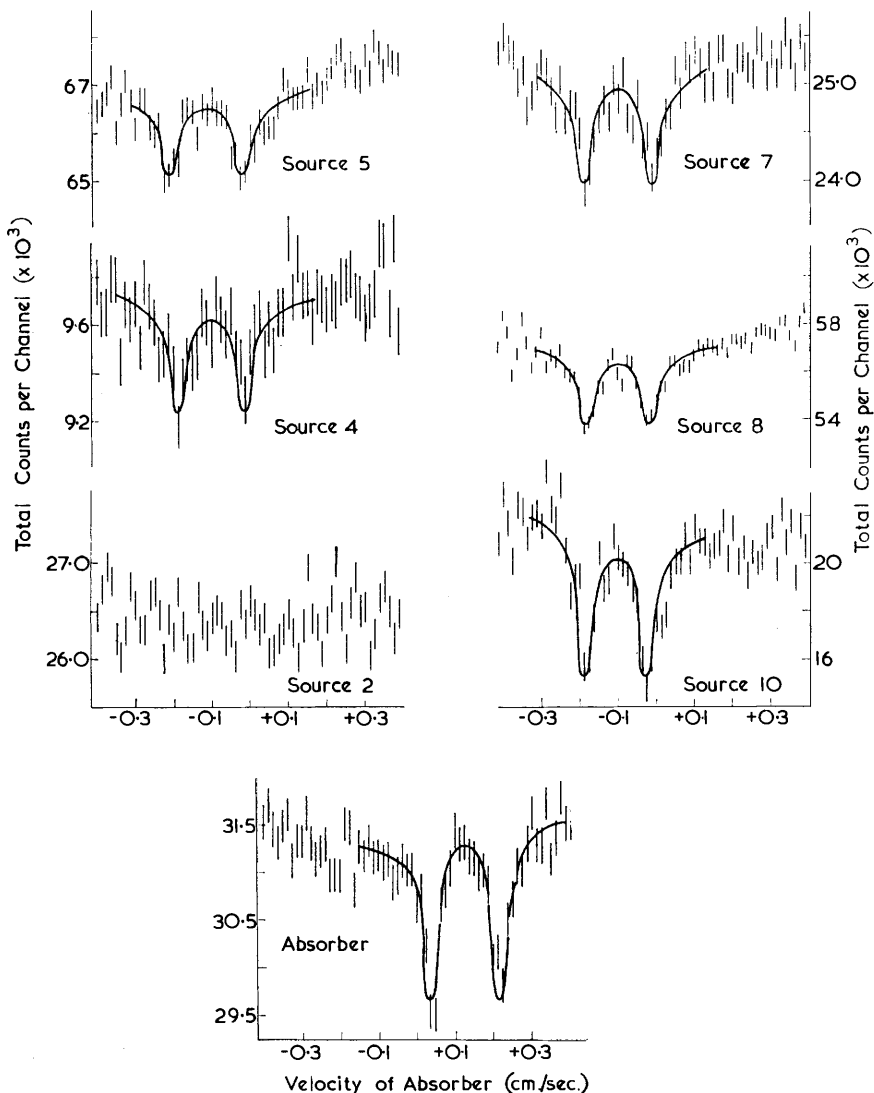 Total Counts per Channel (x 10³)
67
65
Source 5
9·6
9·2
Source 4
27·0
26·0
Source 2
-0·3
-0·1
+0·1
+0·3
25·0
24·0
Source 7
58
54
Source 8
20
16
Source 10
-0·3
-0·1
+0·1
+0·3
Total Counts per Channel (x10³)
31·5
30·5
29·5
Absorber
-0·3
-0·1
+0·1
+0·3
Velocity of Absorber (cm./sec.)